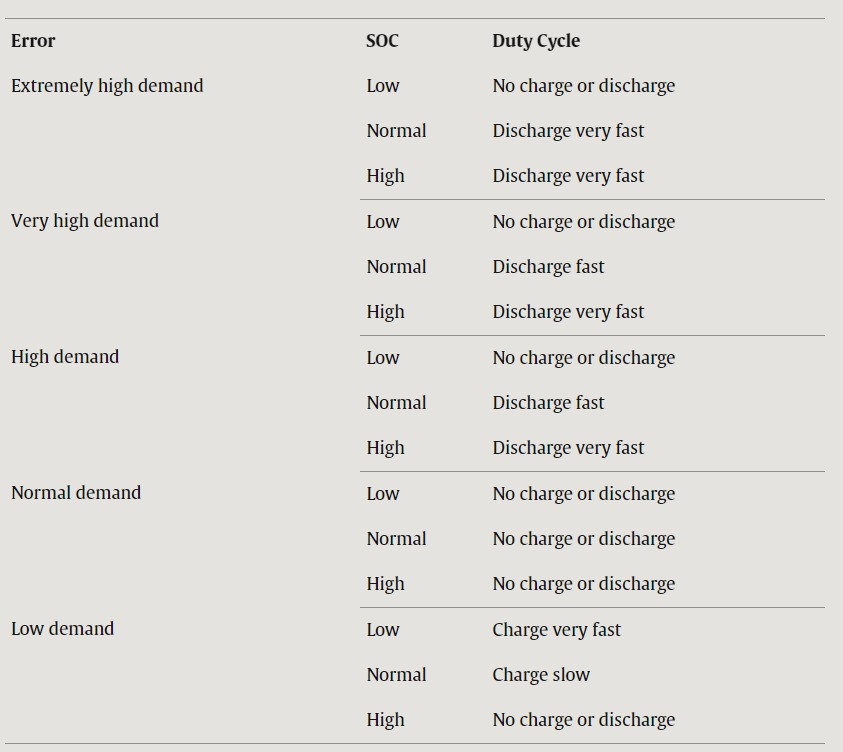 Error SOC Duty Cycle
Extremely high demand Low No charge or discharge
Normal Discharge very fast
High Discharge very fast
Very high demand Low No charge or discharge
Normal Discharge fast
High Discharge very fast
High demand Low No charge or discharge
Normal Discharge fast
High Discharge very fast
Normal demand Low No charge or discharge
Normal No charge or discharge
High No charge or discharge
Low demand Low Charge very fast
Normal Charge slow
High No charge or discharge